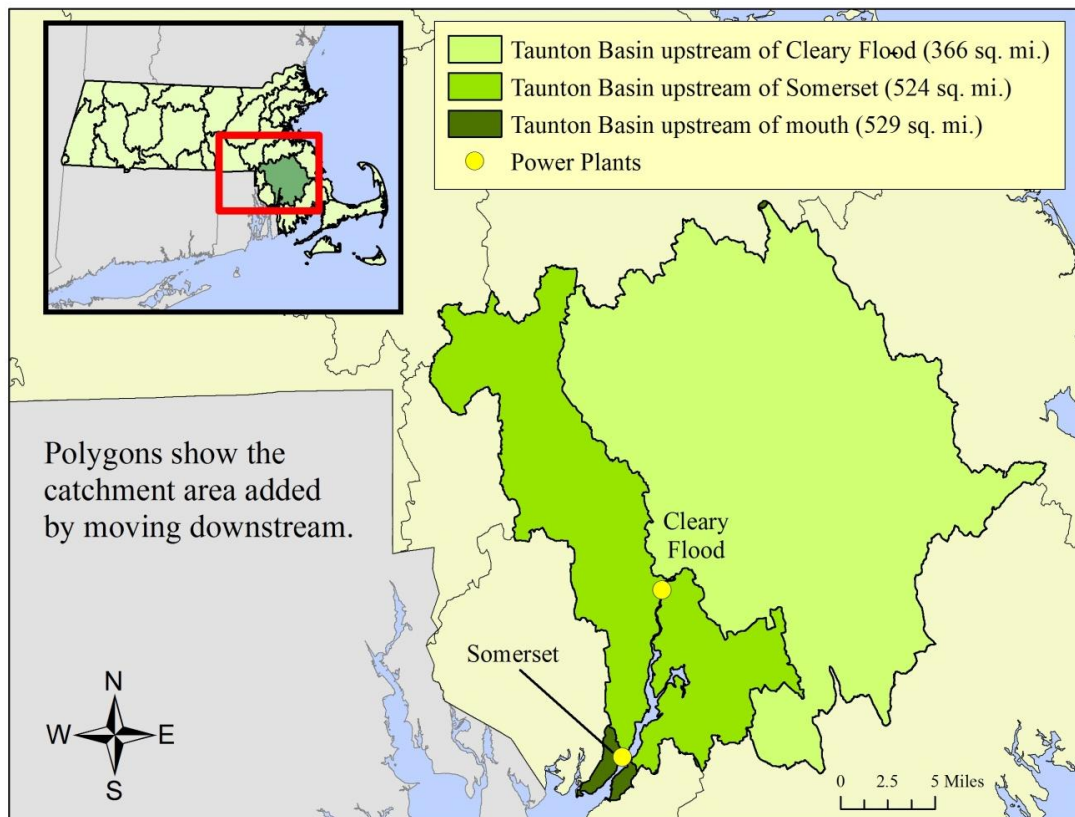 Taunton Basin upstream of Cleary Flood (366 sq. mi.)
Taunton Basin upstream of Somerset (524 sq. mi.)
Taunton Basin upstream of mouth (529 sq. mi.)
Power Plants
Polygons show the
catchment area added
by moving downstream.
Cleary
Flood
Somerset
N
W E
S
0 2.5 5 Miles